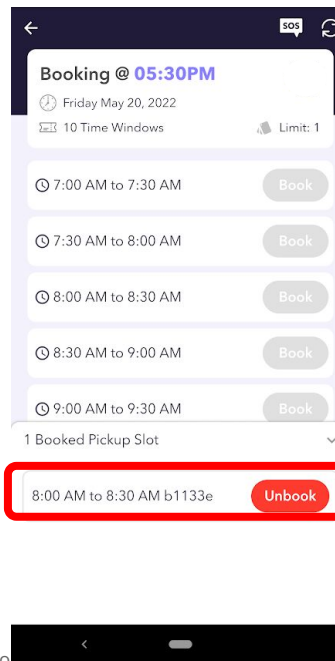 SOS
Booking @ 05:30PM
Friday May 20, 2022
10 Time Windows Limit: 1
7:00 AM to 7:30 AM Book
7:30 AM to 8:00 AM Book
8:00 AM to 8:30 AM Book
8:30 AM to 9:00 AM Book
9:00 AM to 9:30 AM Book
1 Booked Pickup Slot
8:00 AM to 8:30 AM b1133e Unbook